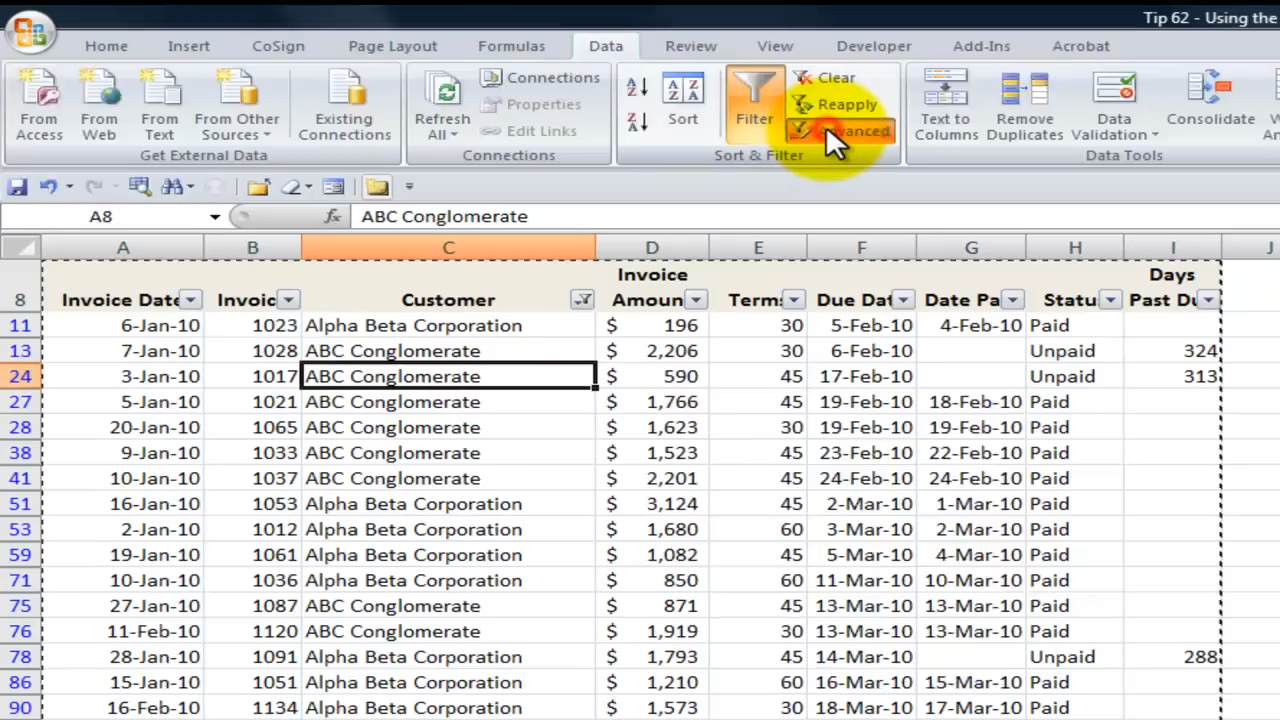 Tip 62 - Using the
Home Insert CoSign Page Layout Formulas Data Review View Developer Add-Ins Acrobat
From Access
From Web
From Text
From Other Sources
Existing Connections
Get External Data
Refresh All
Connections
Properties
Edit Links
Connections
Sort
Filter
Clear
Reapply
Advanced
Sort & Filter
Text to Columns
Remove Duplicates
Data Validation
Consolidate
Data Tools
A8 fx ABC Conglomerate
A B C D E F G H I J
8 Invoice Date Invoic Customer Invoice Amoun Terms Due Dat Date Pa Statu Days Past Du
11 6-Jan-10 1023 Alpha Beta Corporation $ 196 30 5-Feb-10 4-Feb-10 Paid
13 7-Jan-10 1028 ABC Conglomerate $ 2,206 30 6-Feb-10 Unpaid 324
24 3-Jan-10 1017 ABC Conglomerate $ 590 45 17-Feb-10 Unpaid 313
27 5-Jan-10 1021 ABC Conglomerate $ 1,766 45 19-Feb-10 18-Feb-10 Paid
28 20-Jan-10 1065 ABC Conglomerate $ 1,623 30 19-Feb-10 19-Feb-10 Paid
38 9-Jan-10 1033 ABC Conglomerate $ 1,523 45 23-Feb-10 22-Feb-10 Paid
41 10-Jan-10 1037 ABC Conglomerate $ 2,201 45 24-Feb-10 24-Feb-10 Paid
51 16-Jan-10 1053 Alpha Beta Corporation $ 3,124 45 2-Mar-10 1-Mar-10 Paid
53 2-Jan-10 1012 Alpha Beta Corporation $ 1,680 60 3-Mar-10 2-Mar-10 Paid
59 19-Jan-10 1061 Alpha Beta Corporation $ 1,082 45 5-Mar-10 4-Mar-10 Paid
71 10-Jan-10 1036 Alpha Beta Corporation $ 850 60 11-Mar-10 10-Mar-10 Paid
75 27-Jan-10 1087 ABC Conglomerate $ 871 45 13-Mar-10 13-Mar-10 Paid
76 11-Feb-10 1120 ABC Conglomerate $ 1,919 30 13-Mar-10 13-Mar-10 Paid
78 28-Jan-10 1091 Alpha Beta Corporation $ 1,793 45 14-Mar-10 Unpaid 288
86 15-Jan-10 1051 Alpha Beta Corporation $ 1,210 60 16-Mar-10 15-Mar-10 Paid
90 16-Feb-10 1134 Alpha Beta Corporation $ 1,573 30 18-Mar-10 17-Mar-10 Paid